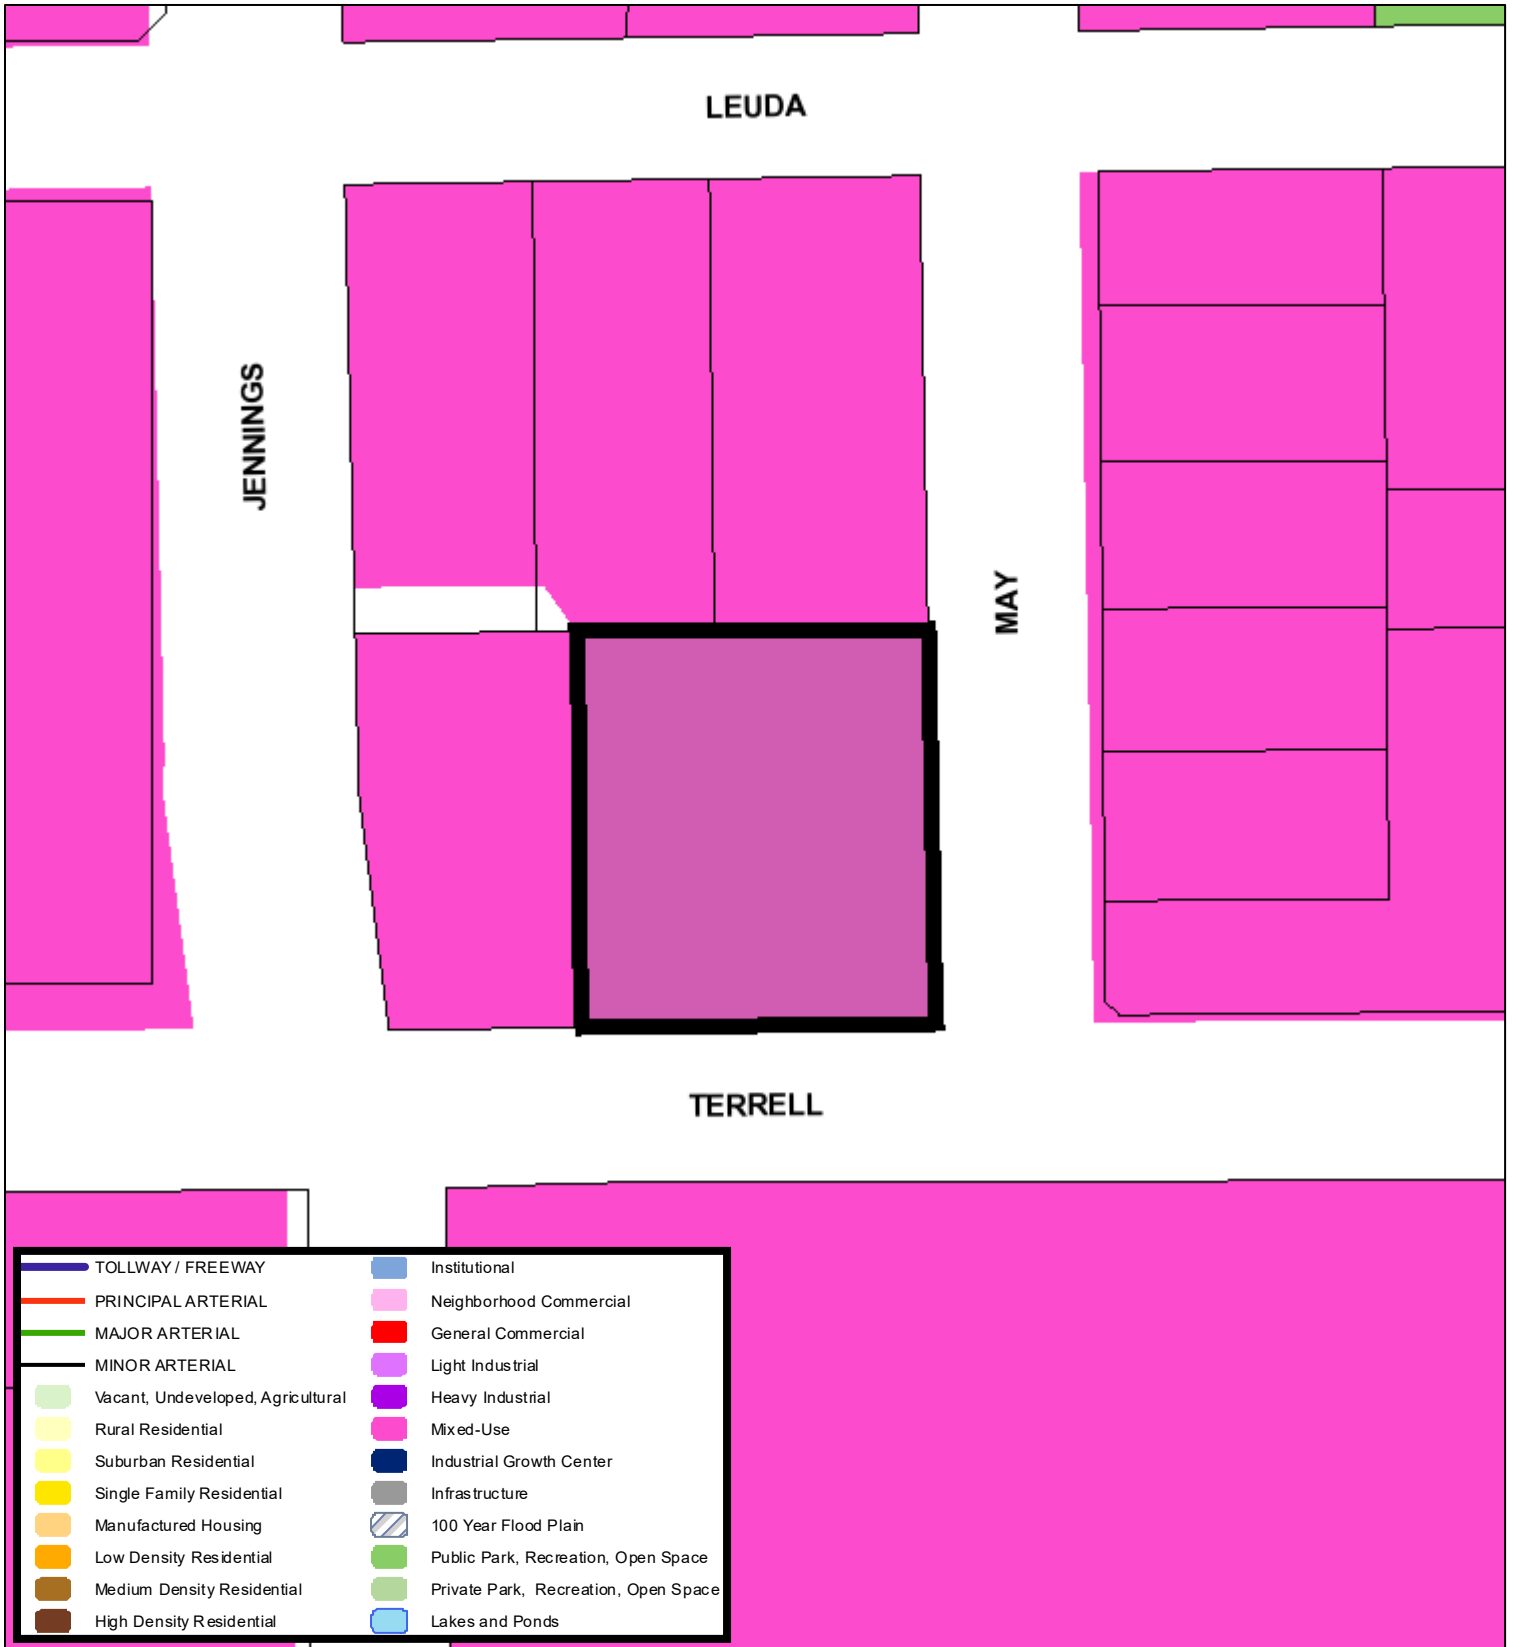 LEUDA
JENNINGS
MAY
TERRELL
TOLLWAY / FREEWAY
PRINCIPAL ARTERIAL
MAJOR ARTERIAL
MINOR ARTERIAL
Vacant, Undeveloped, Agricultural
Rural Residential
Suburban Residential
Single Family Residential
Manufactured Housing
Low Density Residential
Medium Density Residential
High Density Residential
Institutional
Neighborhood Commercial
General Commercial
Light Industrial
Heavy Industrial
Mixed-Use
Industrial Growth Center
Infrastructure
100 Year Flood Plain
Public Park, Recreation, Open Space
Private Park, Recreation, Open Space
Lakes and Ponds